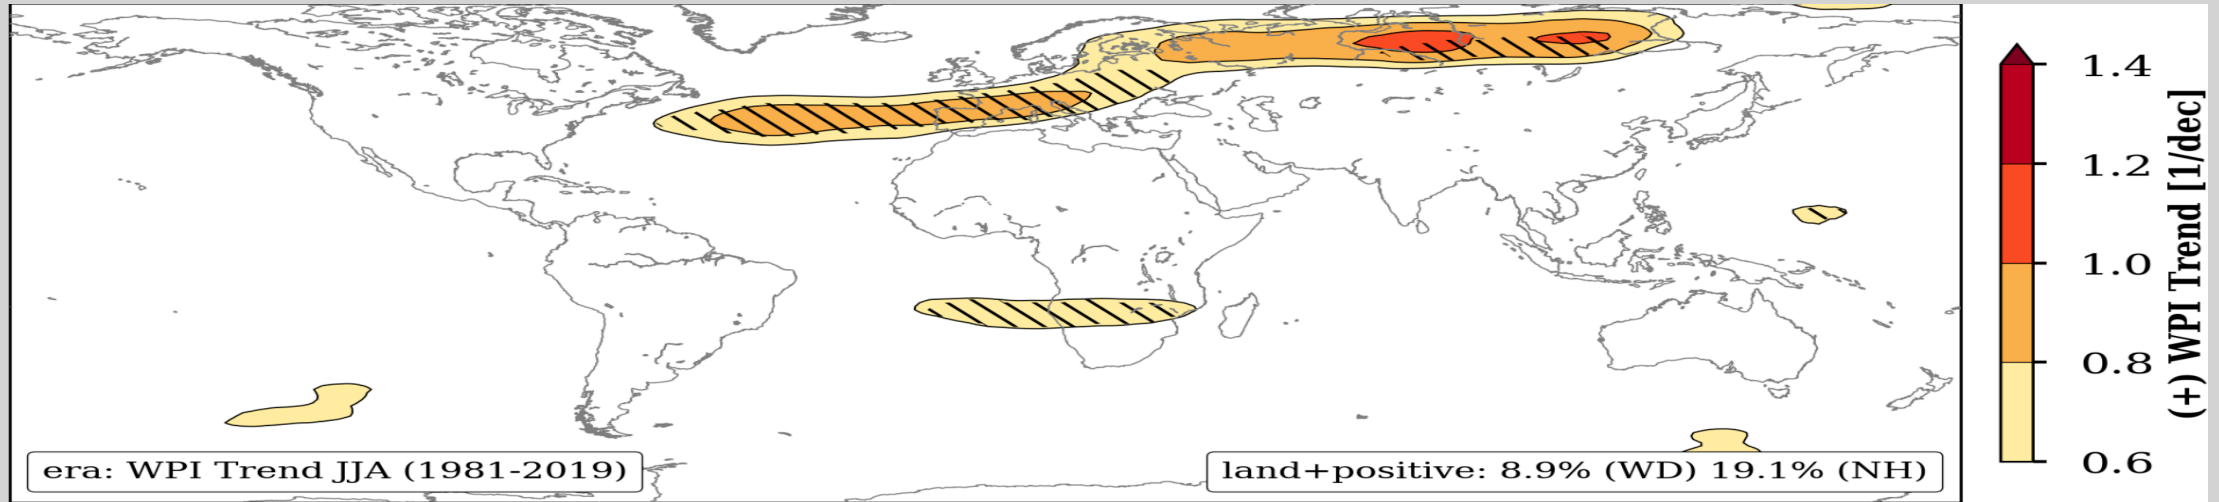 era: WPI Trend JJA (1981-2019)
land+positive: 8.9% (WD) 19.1% (NH)
1.4
1.2
1.0
0.8
0.6
(+) WPI Trend [1/dec]